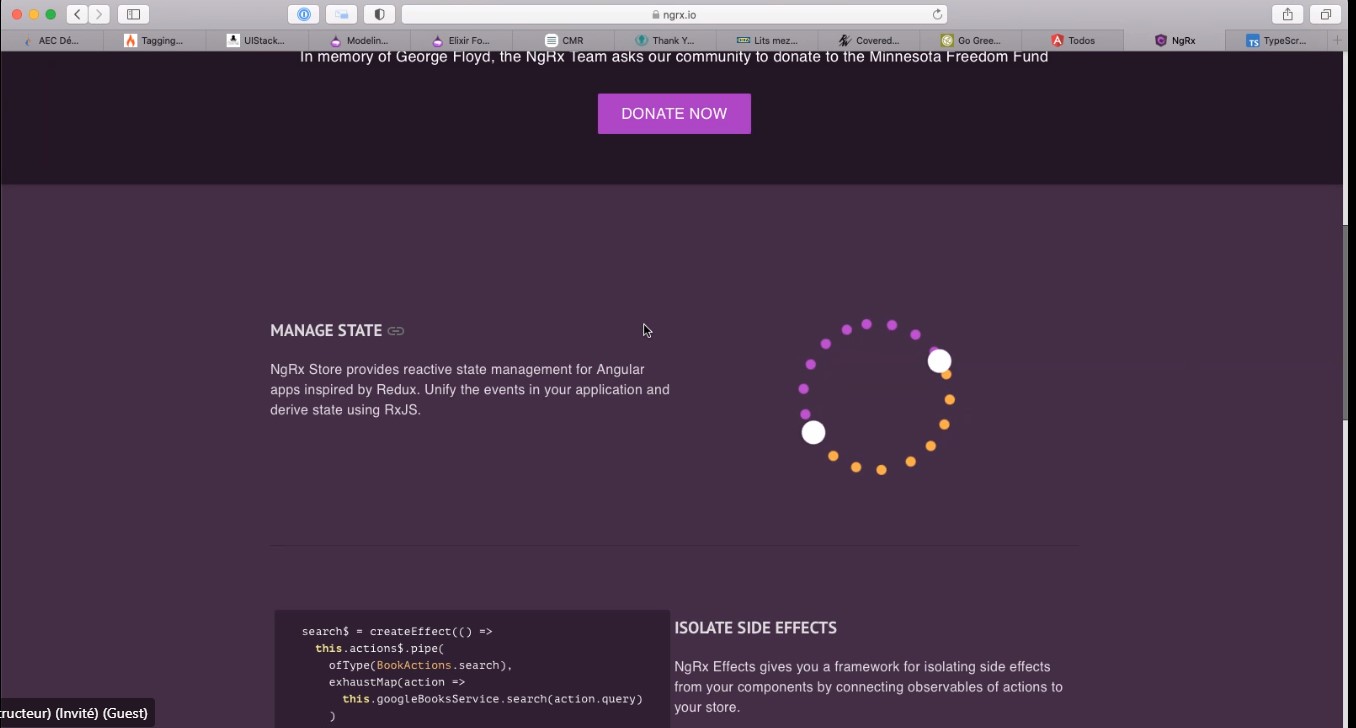 ngrx.io
AEC Dé...
Tagging...
UIStack...
Modelin...
Elixir Fo...
CMR
Thank Y...
Lits mez...
Covered...
Go Gree...
Todos
NgRx
TS TypeScr...
In memory of George Floyd, the NgRx Team asks our community to donate to the Minnesota Freedom Fund
DONATE NOW
MANAGE STATE
NgRx Store provides reactive state management for Angular
apps inspired by Redux. Unify the events in your application and
derive state using RxJS.
search$ = createEffect(() =>
this.actions$.pipe(
ofType(BookActions.search),
exhaustMap(action =>
this.googleBooksService.search(action.query)
)
ISOLATE SIDE EFFECTS
NgRx Effects gives you a framework for isolating side effects
from your components by connecting observables of actions to
your store.
tructeur) (Invité) (Guest)